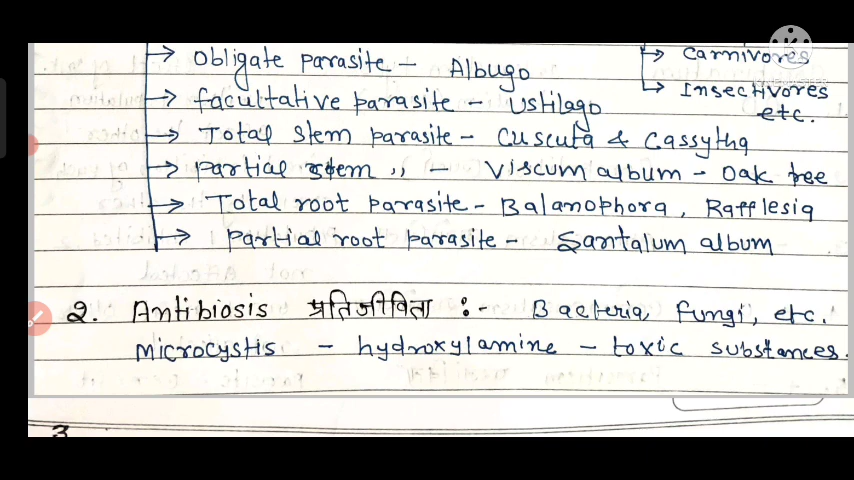 → Obligate parasite – Albugo
→ Carnivores
→ facultative parasite – Ustilago
→ Insectivores etc.
→ Total stem parasite – Cuscuta & Cassytha
→ partial stem ,, – Viscum album – Oak tree
→ Total root parasite – Balanophora, Rafflesia
→ partial root parasite – Santalum album
2. Antibiosis प्रतिजीविता :- Bacteria, fungi, etc.
Microcystis – hydroxylamine – toxic substances.
3